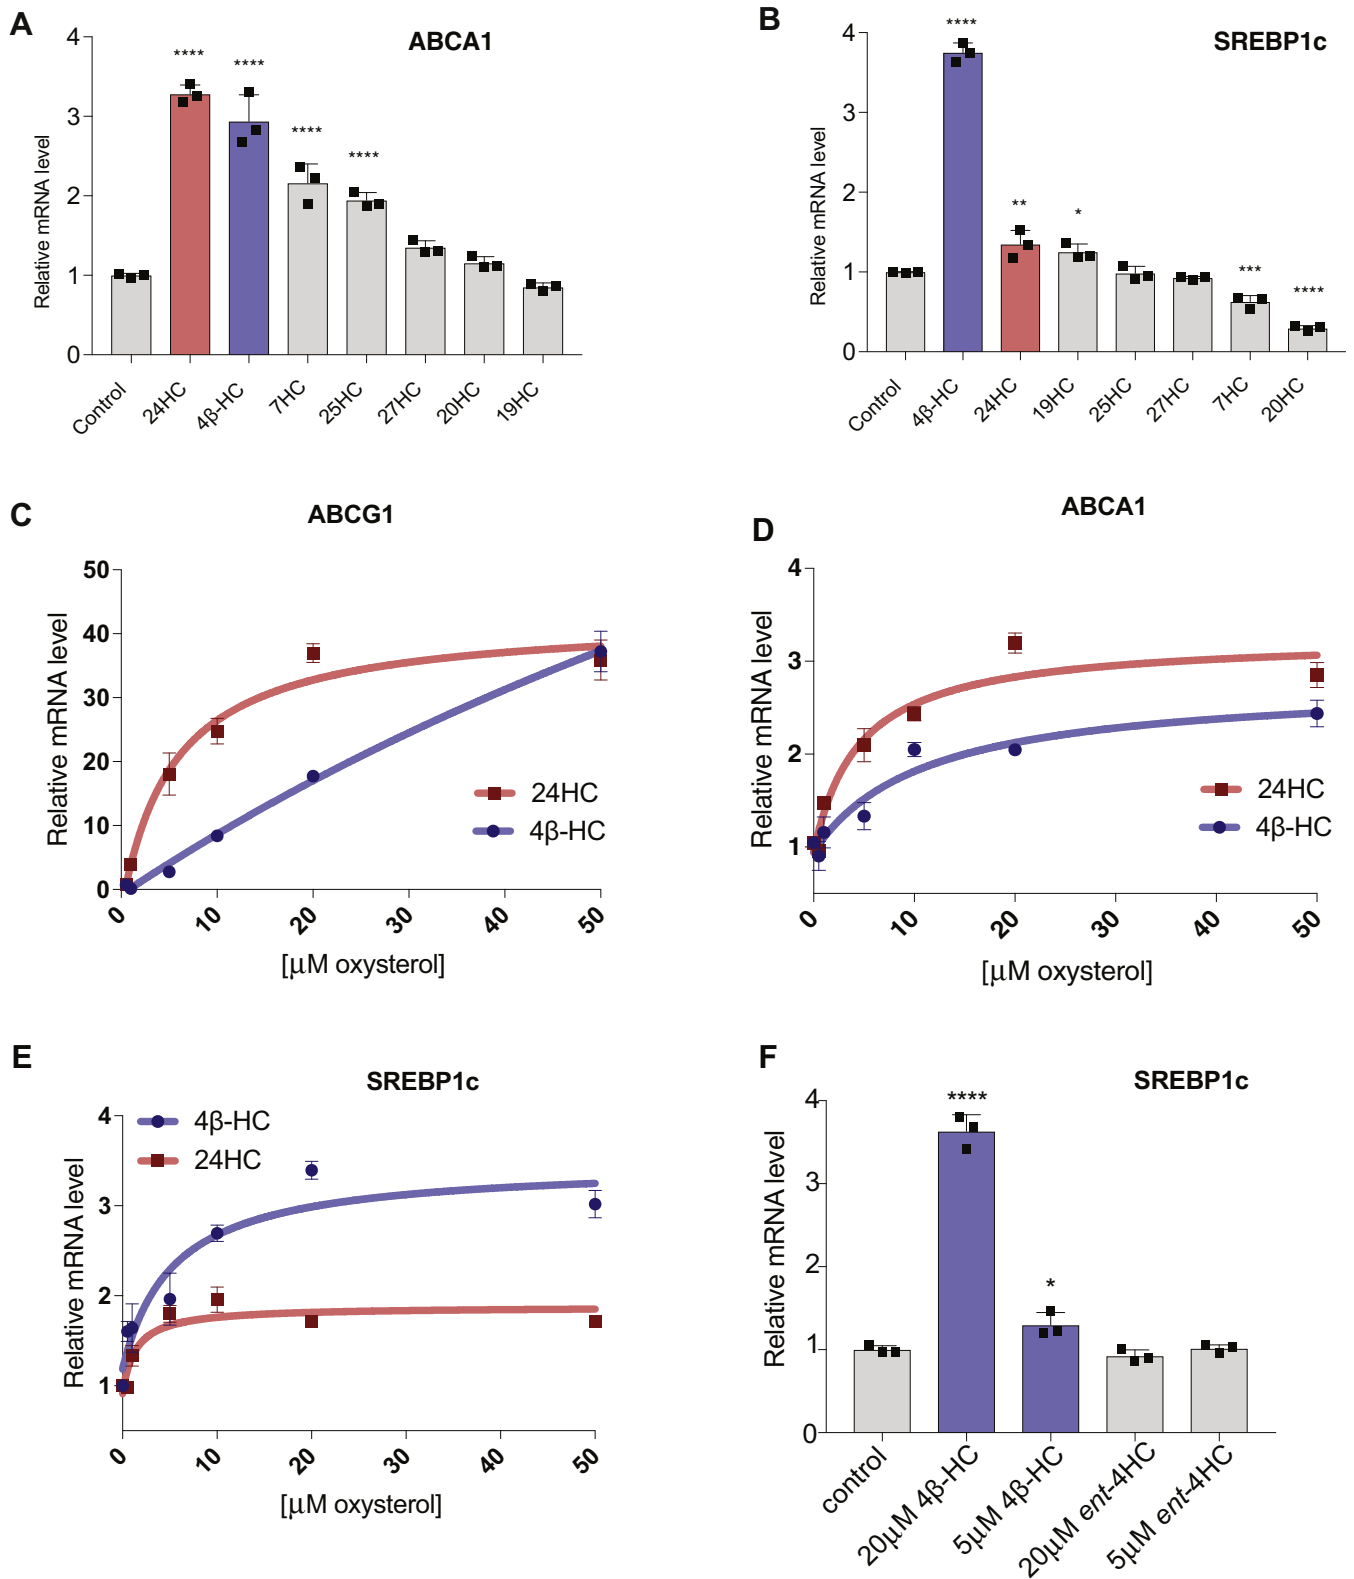 A
ABCA1
Relative mRNA level
4
3
2
1
0
****
****
****
****
Control
24HC
4β-HC
7HC
25HC
27HC
20HC
19HC
B
SREBP1c
Relative mRNA level
4
3
2
1
0
****
**
*
***
****
Control
4β-HC
24HC
19HC
25HC
27HC
7HC
20HC
C
ABCG1
Relative mRNA level
50
40
30
20
10
0
24HC
4β-HC
0
10
20
30
40
50
[μM oxysterol]
D
ABCA1
Relative mRNA level
4
3
2
1
24HC
4β-HC
0
10
20
30
40
50
[μM oxysterol]
E
SREBP1c
Relative mRNA level
4
3
2
1
4β-HC
24HC
0
10
20
30
40
50
[μM oxysterol]
F
SREBP1c
Relative mRNA level
4
3
2
1
0
****
*
control
20μM 4β-HC
5μM 4β-HC
20μM ent-4HC
5μM ent-4HC